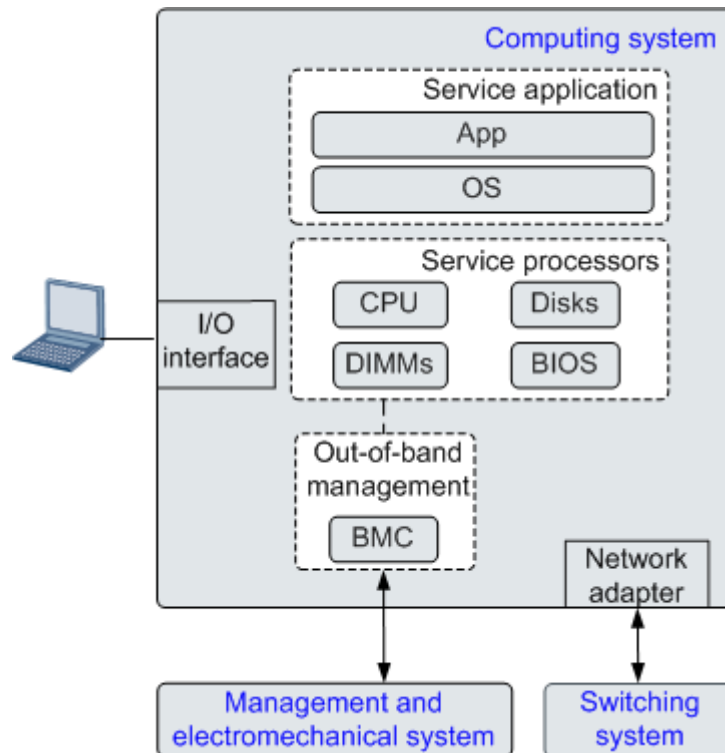 Computing system
Service application
App
OS
Service processors
CPU
Disks
DIMMs
BIOS
I/O
interface
Out-of-band
management
BMC
Network
adapter
Management and
electromechanical system
Switching
system